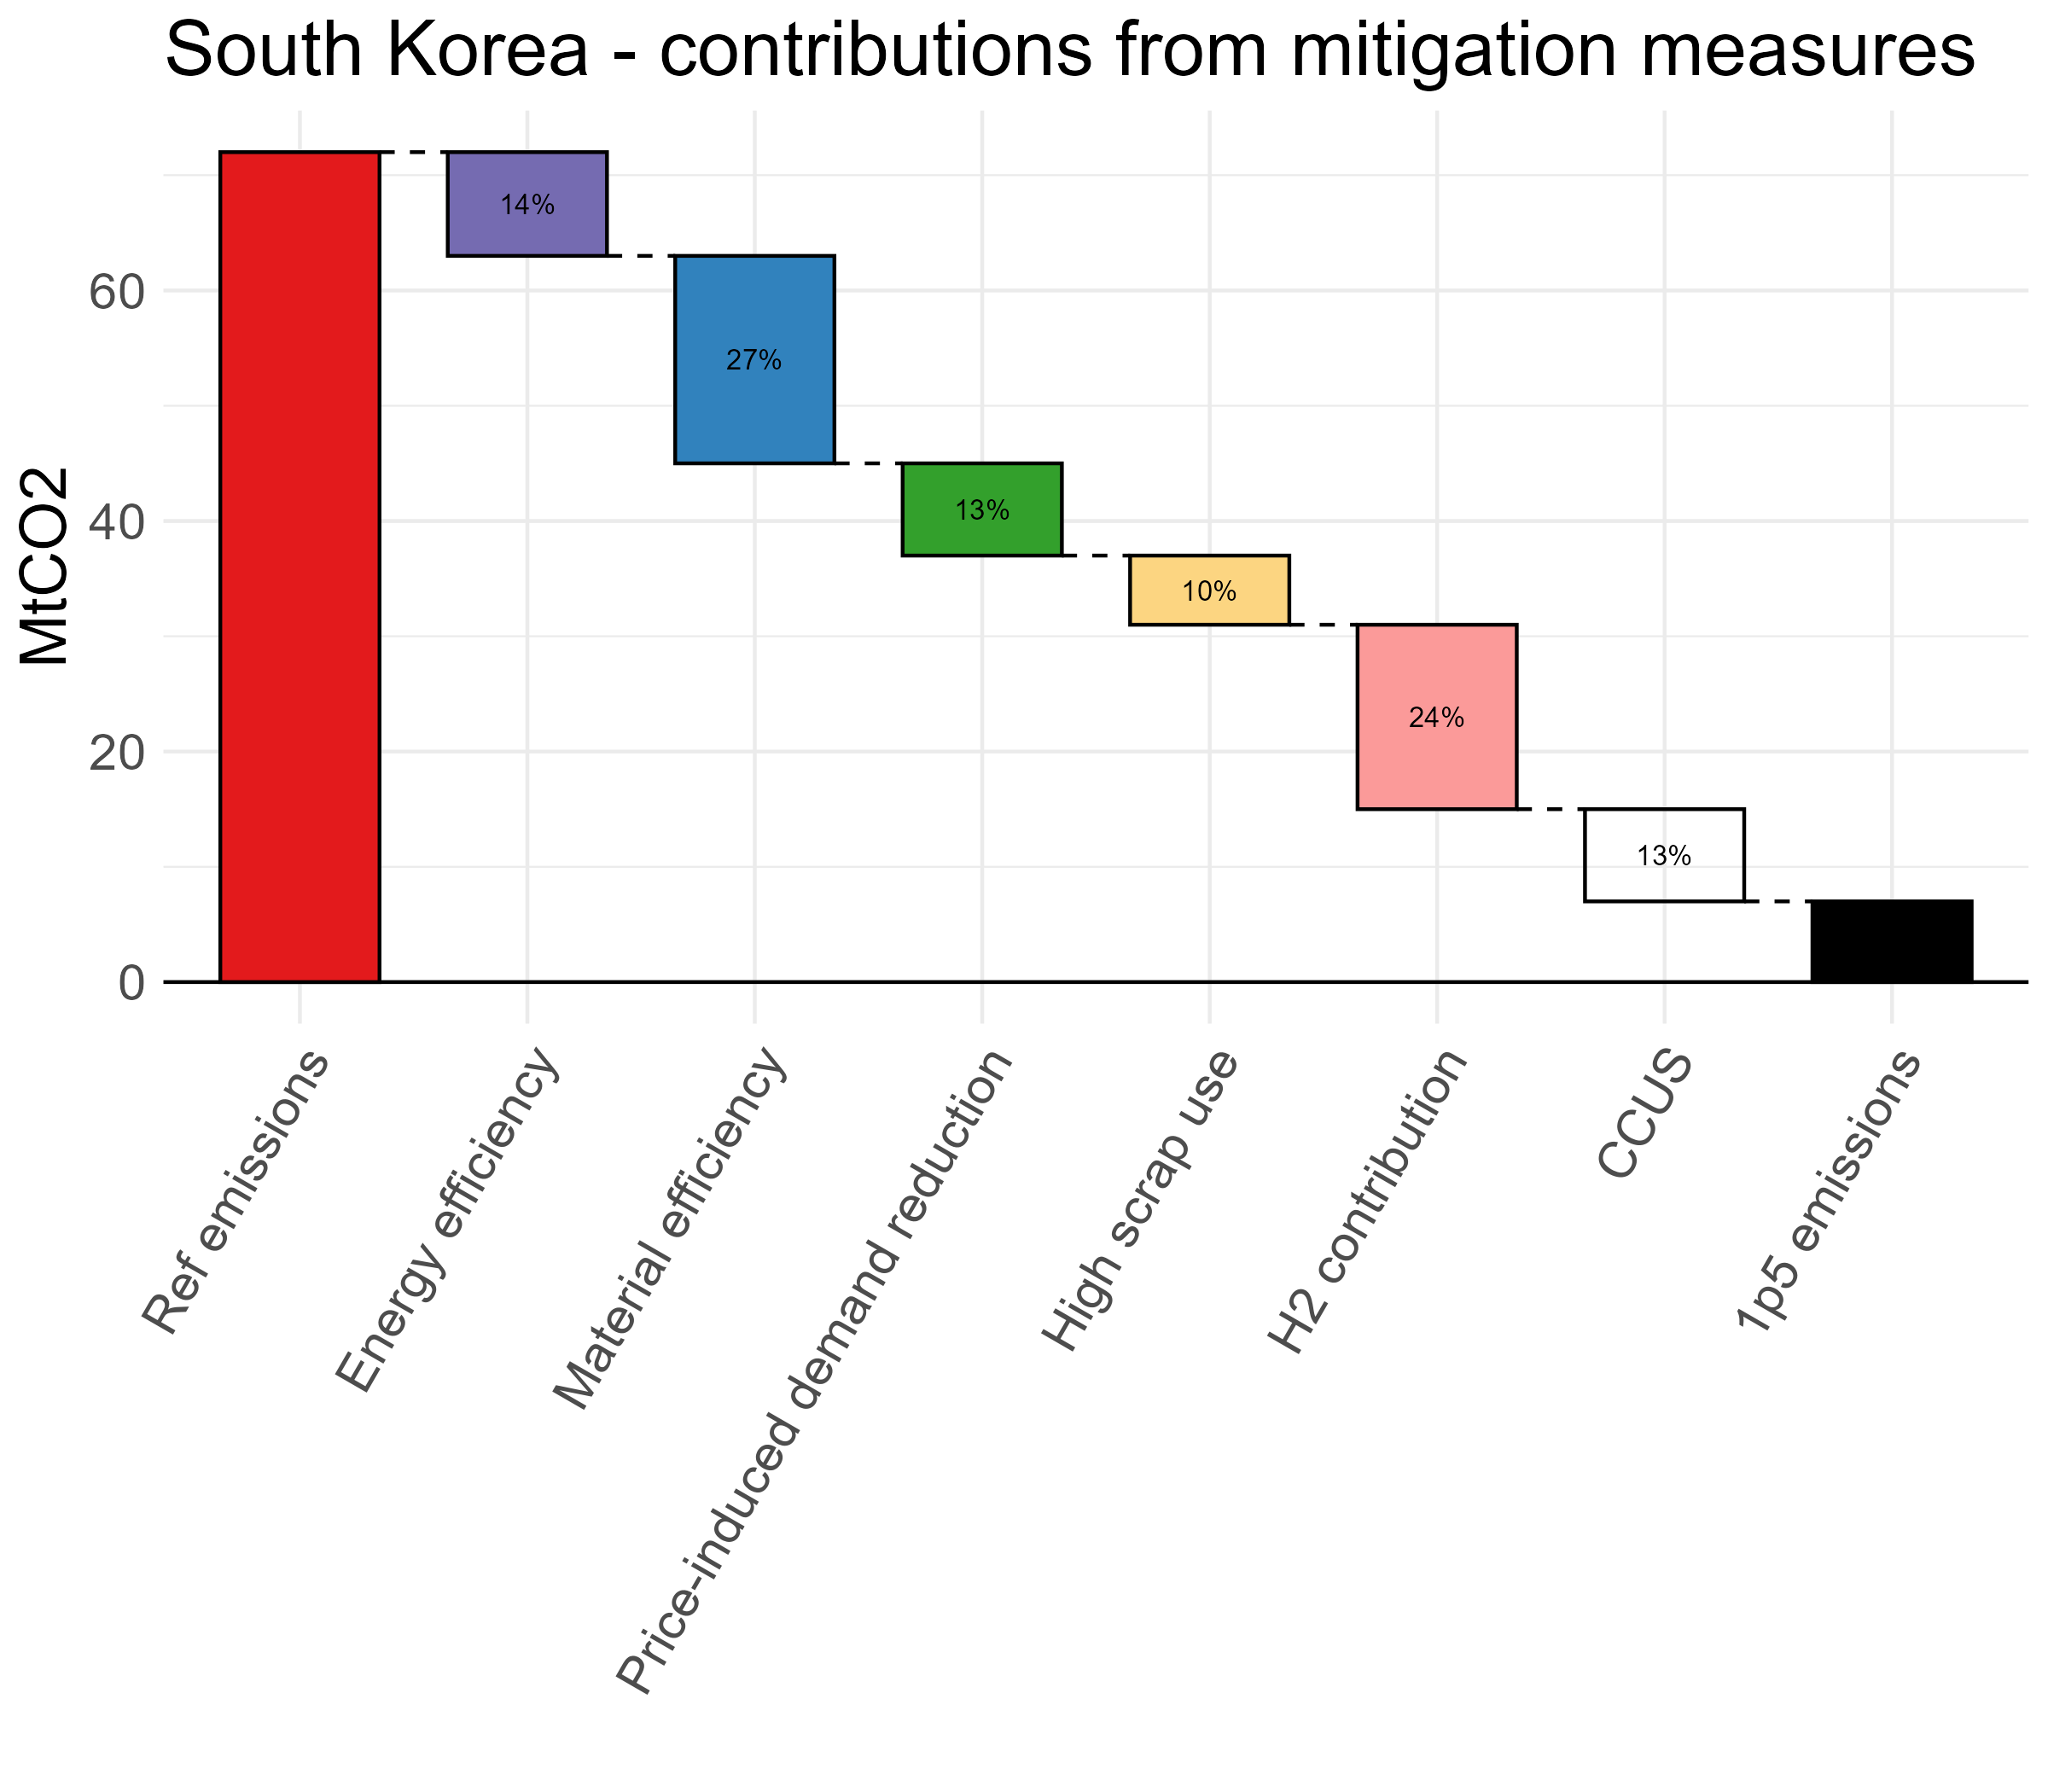 South Korea - contributions from mitigation measures
MtCO2
60
40
20
0
14%
27%
13%
10%
24%
13%
Ref emissions
Energy efficiency
Material efficiency
Price-induced demand reduction
High scrap use
H2 contribution
CCUS
1p5 emissions